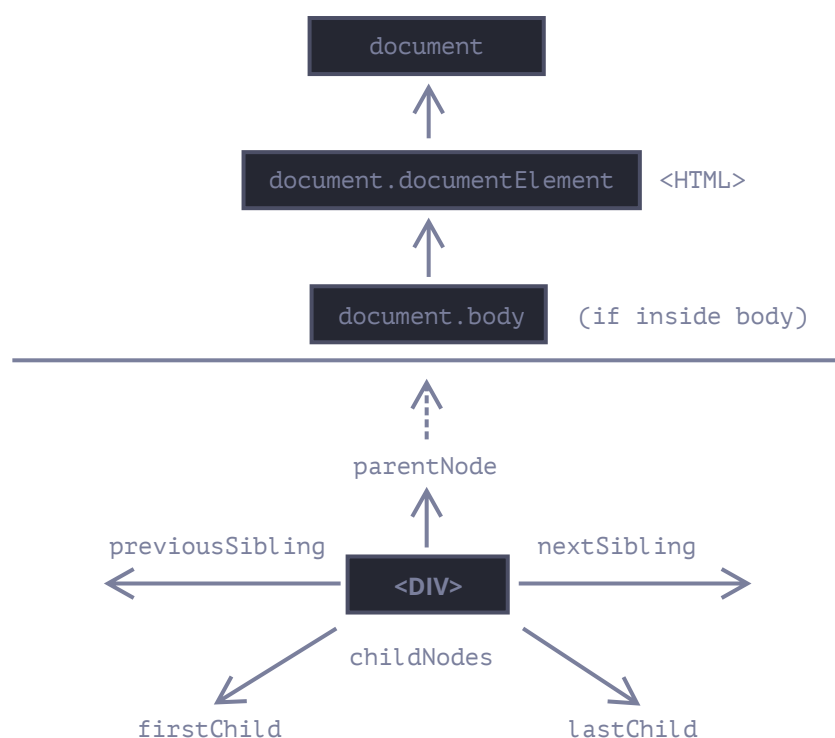 document
document.documentElement <HTML>
document.body (if inside body)
parentNode
previousSibling nextSibling
<DIV>
childNodes
firstChild lastChild